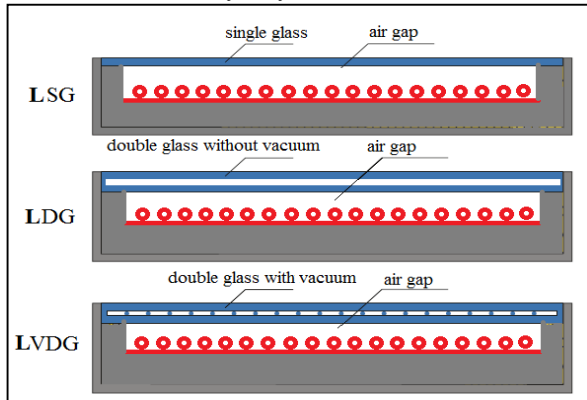 single glass
air gap
LSG
double glass without vacuum
air gap
LDG
double glass with vacuum
air gap
LVDG